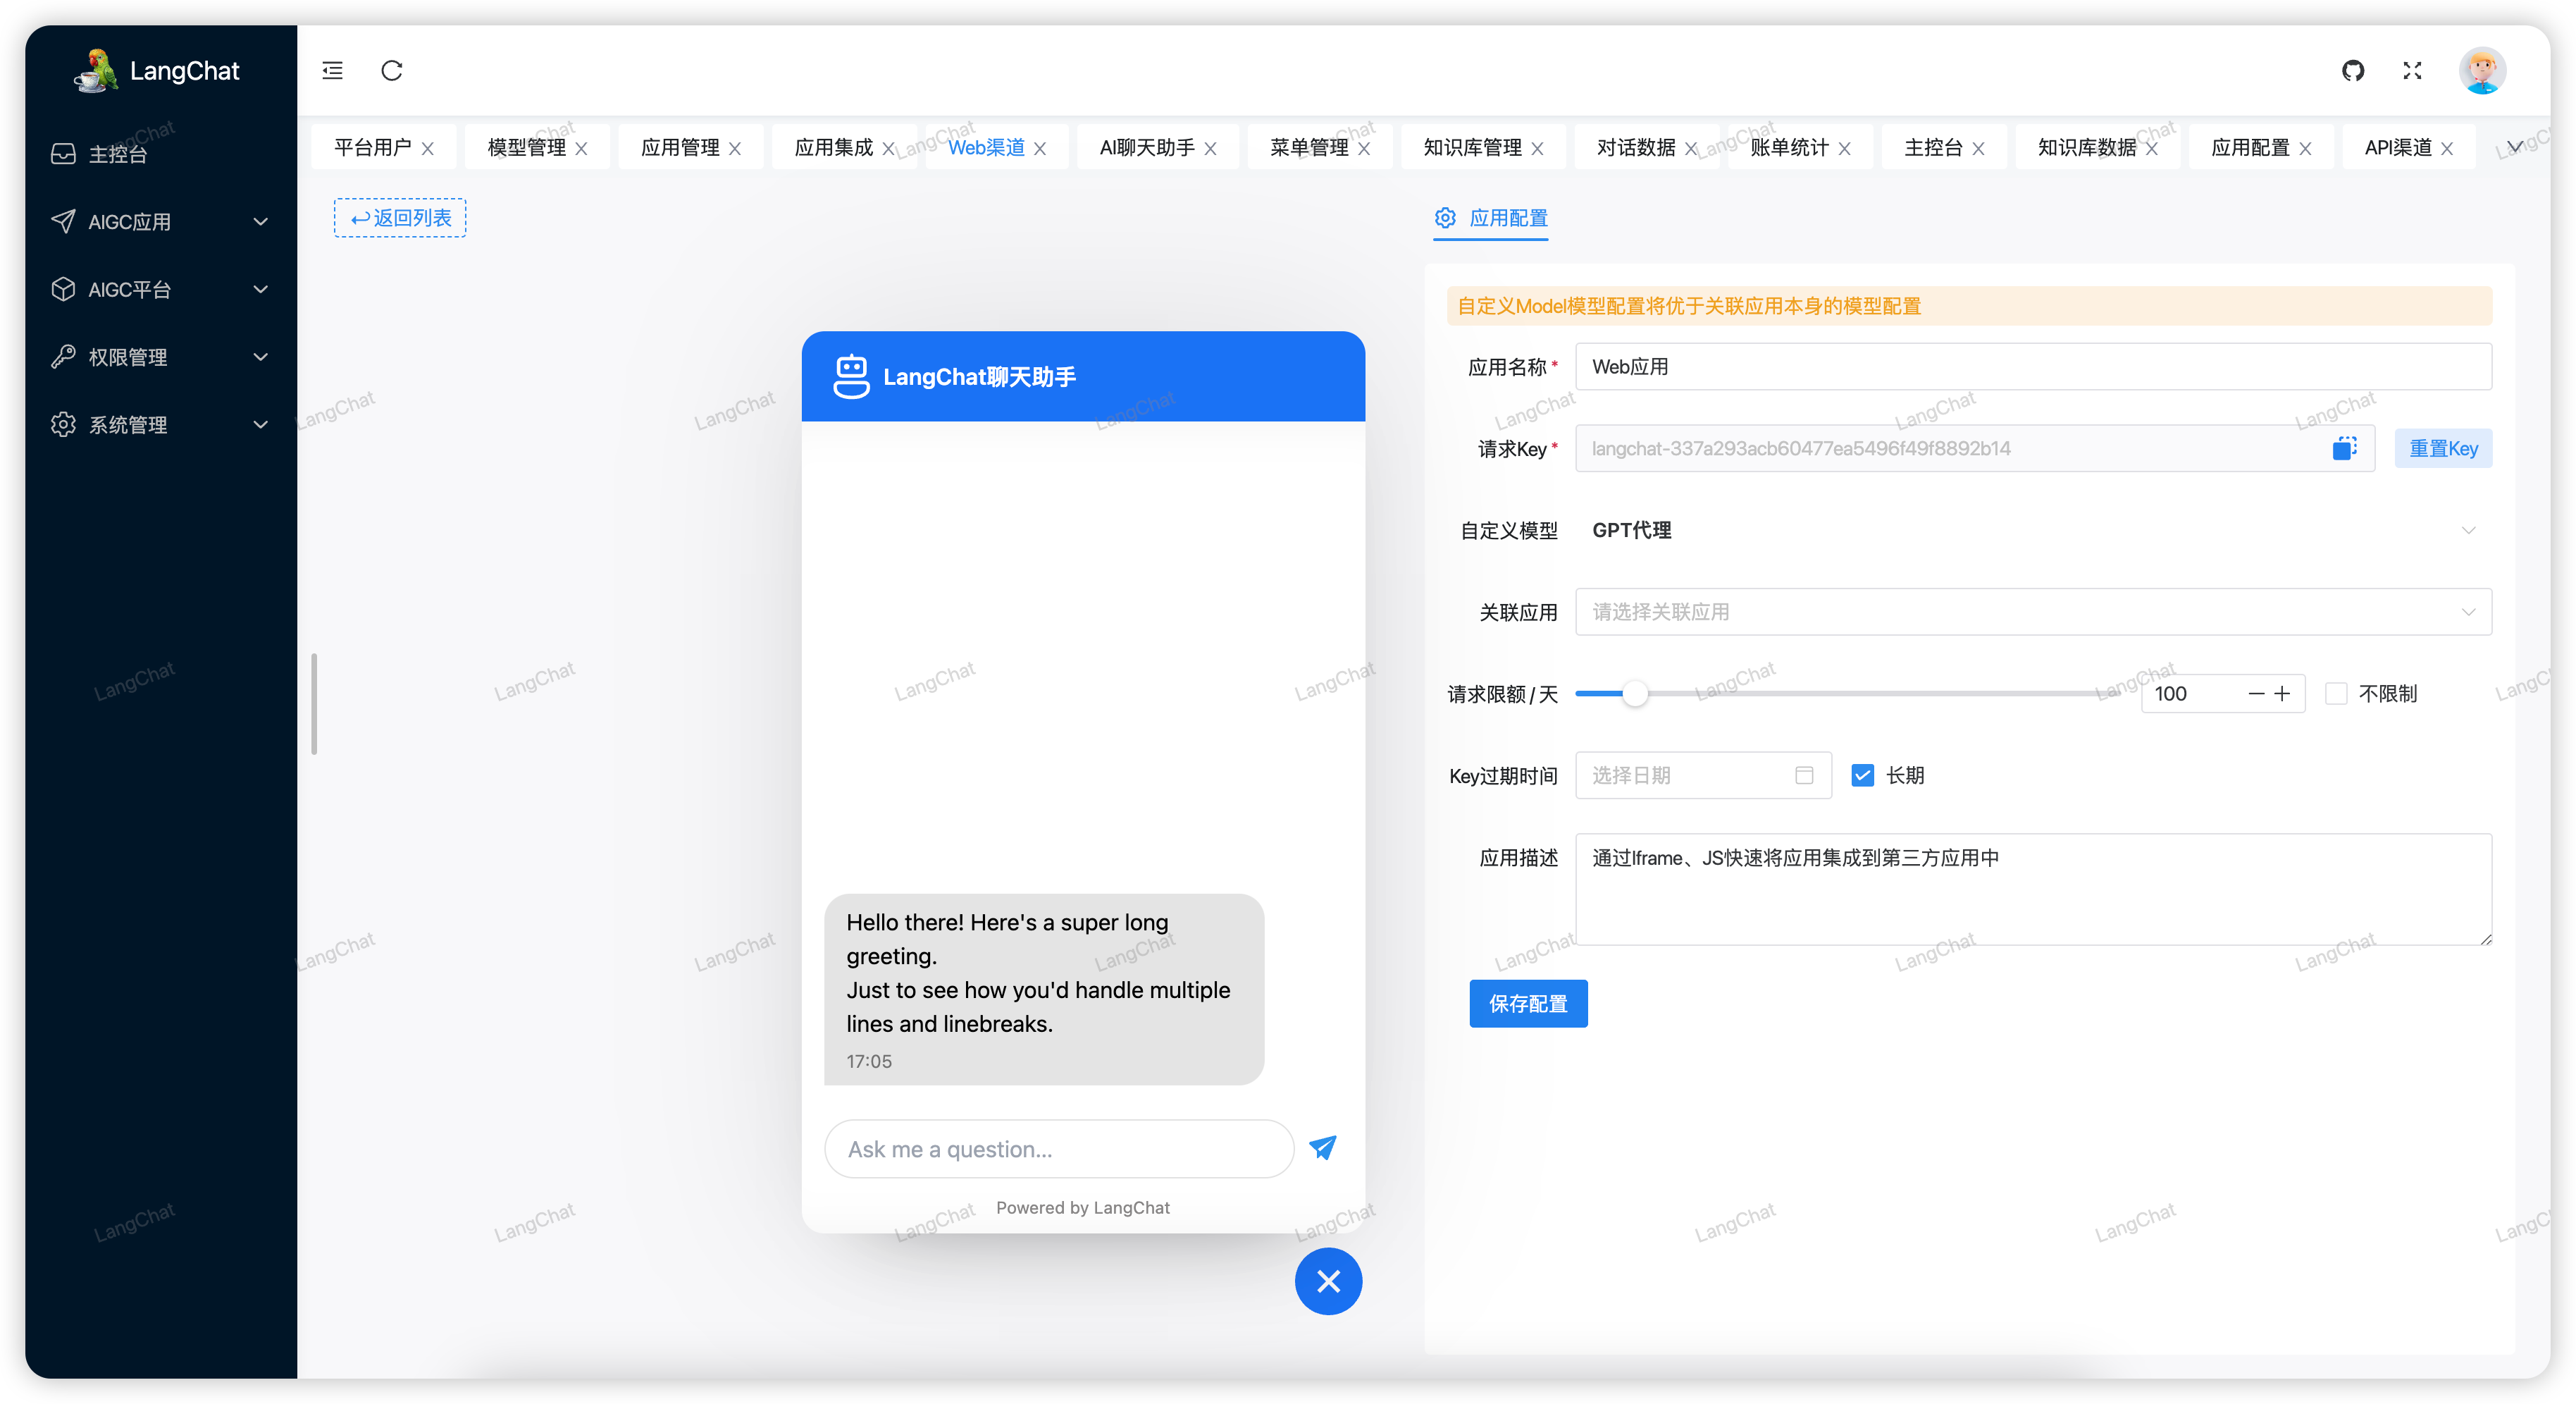 LangChat
主控台
AIGC应用
AIGC平台
权限管理
系统管理
平台用户
模型管理
应用管理
应用集成
Web渠道
AI聊天助手
菜单管理
知识库管理
对话数据
账单统计
主控台
知识库数据
应用配置
API渠道
返回列表
LangChat聊天助手
Hello there! Here's a super long
greeting.
Just to see how you'd handle multiple
lines and linebreaks.
17:05
Ask me a question...
Powered by LangChat
应用配置
自定义Model模型配置将优于关联应用本身的模型配置
应用名称* Web应用
请求Key* langchat-337a293acb60477ea5496f49f8892b14 重置Key
自定义模型 GPT代理
关联应用 请选择关联应用
请求限额/天 100 不限制
Key过期时间 选择日期 长期
应用描述 通过Iframe、JS快速将应用集成到第三方应用中
保存配置
LangChat